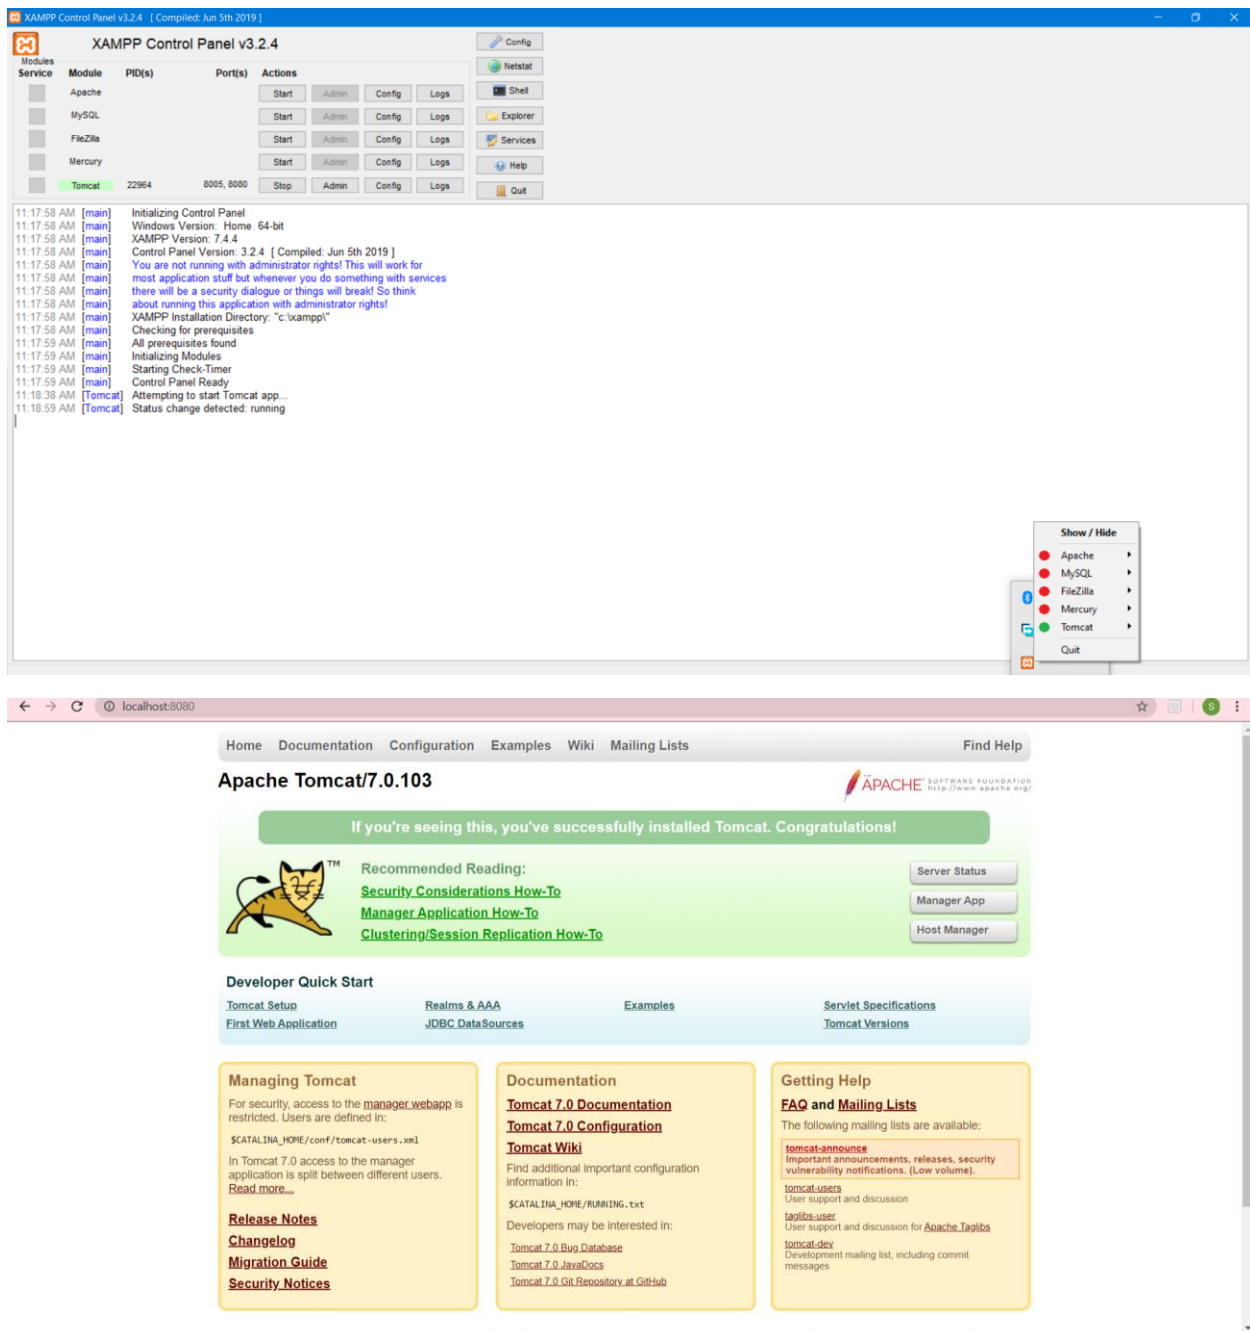 XAMPP Control Panel v3.2.4 [ Compiled: Jun 5th 2019 ]
XAMPP Control Panel v3.2.4
Modules
Service Module PID(s) Port(s) Actions
Apache Start Admin Config Logs
MySQL Start Admin Config Logs
FileZilla Start Admin Config Logs
Mercury Start Admin Config Logs
Tomcat 22964 8005, 8080 Stop Admin Config Logs
Config
Netstat
Shell
Explorer
Services
Help
Quit
11:17:58 AM [main] Initializing Control Panel
11:17:58 AM [main] Windows Version: Home 64-bit
11:17:58 AM [main] XAMPP Version: 7.4.4
11:17:58 AM [main] Control Panel Version: 3.2.4 [ Compiled: Jun 5th 2019 ]
11:17:58 AM [main] You are not running with administrator rights! This will work for
11:17:58 AM [main] most application stuff but whenever you do something with services
11:17:58 AM [main] there will be a security dialogue or things will break! So think
11:17:58 AM [main] about running this application with administrator rights!
11:17:58 AM [main] XAMPP Installation Directory: "c:\xampp\"
11:17:58 AM [main] Checking for prerequisites
11:17:59 AM [main] All prerequisites found
11:17:59 AM [main] Initializing Modules
11:17:59 AM [main] Starting Check-Timer
11:17:59 AM [main] Control Panel Ready
11:18:38 AM [Tomcat] Attempting to start Tomcat app...
11:18:59 AM [Tomcat] Status change detected: running
Show / Hide
Apache
MySQL
FileZilla
Mercury
Tomcat
Quit
localhost:8080
S
Home Documentation Configuration Examples Wiki Mailing Lists Find Help
Apache Tomcat/7.0.103
THE
APACHE SOFTWARE FOUNDATION
http://www.apache.org/
If you're seeing this, you've successfully installed Tomcat. Congratulations!
TM
Recommended Reading:
Security Considerations How-To
Manager Application How-To
Clustering/Session Replication How-To
Server Status
Manager App
Host Manager
Developer Quick Start
Tomcat Setup
First Web Application
Realms & AAA
JDBC DataSources
Examples
Servlet Specifications
Tomcat Versions
Managing Tomcat
For security, access to the manager webapp is
restricted. Users are defined in:
$CATALINA_HOME/conf/tomcat-users.xml
In Tomcat 7.0 access to the manager
application is split between different users.
Read more...
Release Notes
Changelog
Migration Guide
Security Notices
Documentation
Tomcat 7.0 Documentation
Tomcat 7.0 Configuration
Tomcat Wiki
Find additional important configuration
information in:
$CATALINA_HOME/RUNNING.txt
Developers may be interested in:
Tomcat 7.0 Bug Database
Tomcat 7.0 JavaDocs
Tomcat 7.0 Git Repository at GitHub
Getting Help
FAQ and Mailing Lists
The following mailing lists are available:
tomcat-announce
Important announcements, releases, security
vulnerability notifications. (Low volume).
tomcat-users
User support and discussion
taglibs-user
User support and discussion for Apache Taglibs
tomcat-dev
Development mailing list, including commit
messages